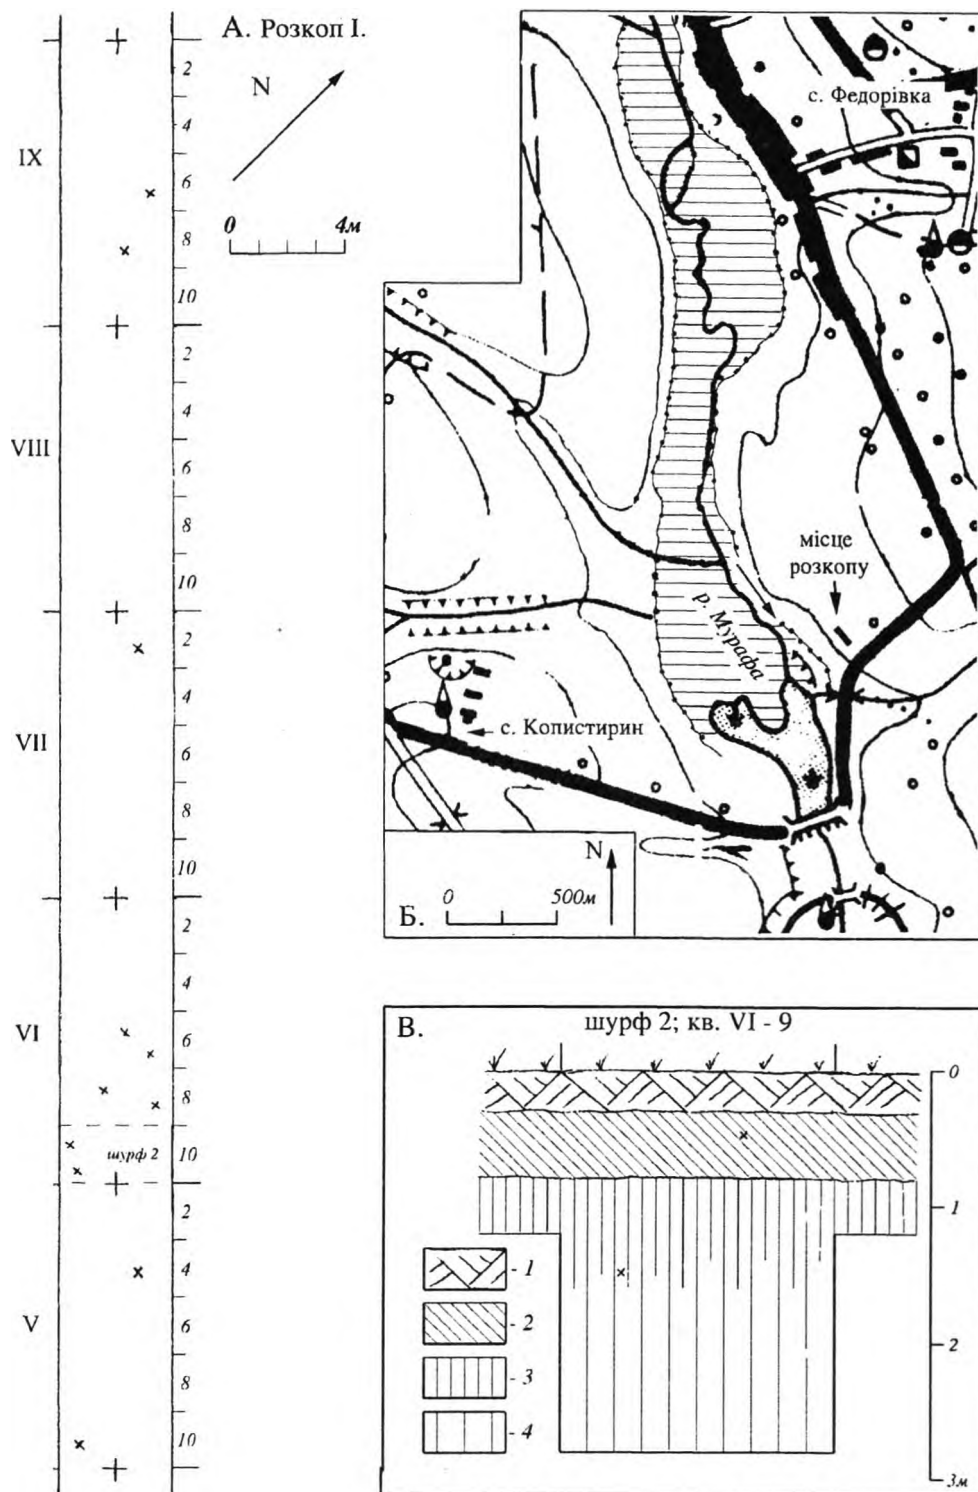 А. Розкоп І.
N
0 4м
IX
2
4
6
8
10
VIII
2
4
6
8
10
VII
2
4
6
8
10
VI
2
4
6
8
шурф 2
10
V
2
4
6
8
10
с. Федорівка
місце
розкопу
р. Мурафа
с. Копистирин
Б.
0 500м
N
В.
шурф 2; кв. VI - 9
0
1
2
3м
- 1
- 2
- 3
- 4